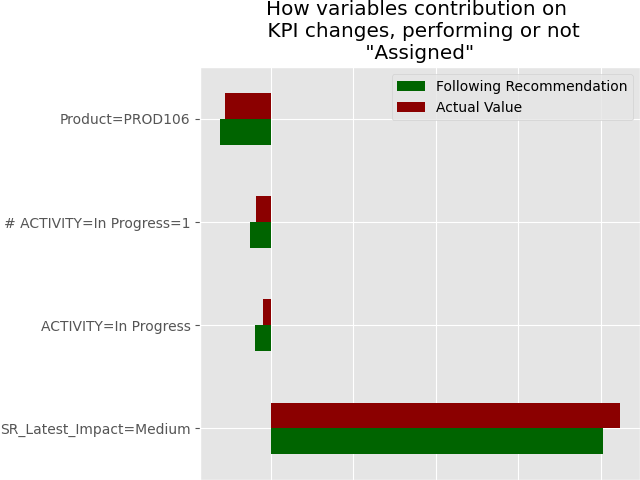 How variables contribution on
KPI changes, performing or not
"Assigned"
Following Recommendation
Actual Value
Product=PROD106
# ACTIVITY=In Progress=1
ACTIVITY=In Progress
SR_Latest_Impact=Medium